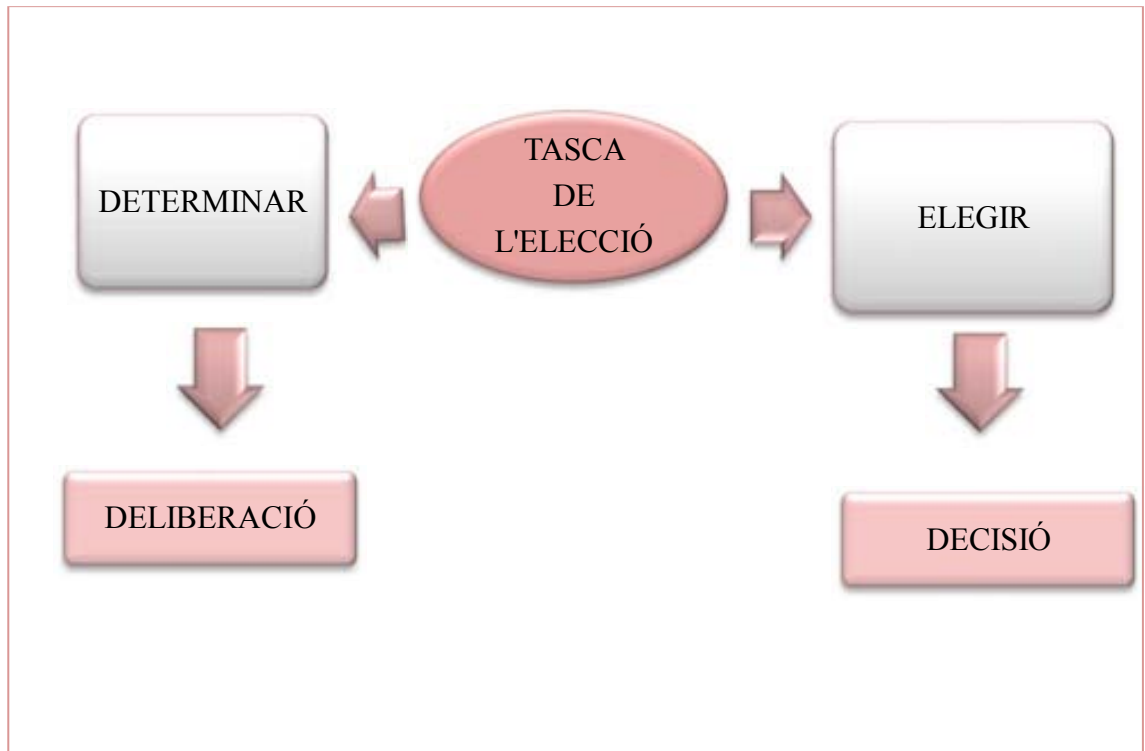 TASCA
DE
L'ELECCIÓ
DETERMINAR
ELEGIR
DELIBERACIÓ
DECISIÓ